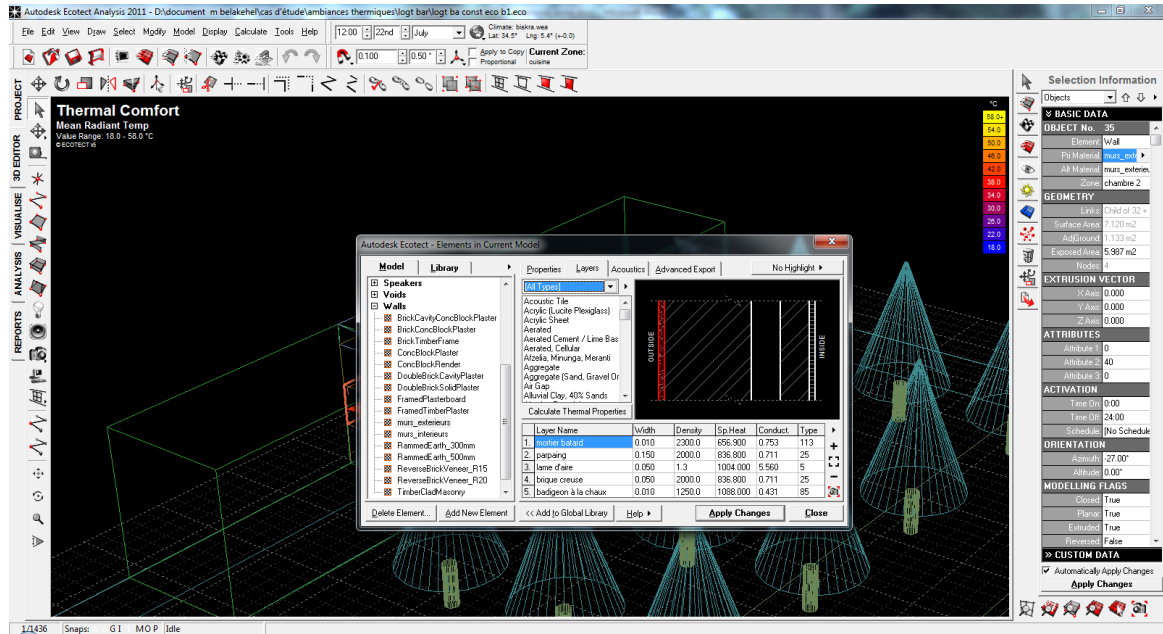 Autodesk Ecotect Analysis 2011 - D:\document m belakehel\cas d'étude\ambiances thermiques\logt bar\logt ba const eco b1.eco
File Edit View Draw Select Modify Model Display Calculate Tools Help
12:00 22nd July
Climate: biskra.wea
Lat: 34.5° Lng: 5.4° (+-0.0)
0.100 0.50 °
Apply to Copy
Proportional
Current Zone:
cuisine
PROJECT
3D EDITOR
VISUALISE
ANALYSIS
REPORTS
Thermal Comfort
Mean Radiant Temp
Value Range: 18.0 - 58.0 °C
© ECOTECT v5
°C
58.0+
54.0
50.0
46.0
42.0
38.0
34.0
30.0
26.0
22.0
18.0
Autodesk Ecotect - Elements in Current Model
Model Library
Speakers
Voids
Walls
BrickCavityConcBlockPlaster
BrickConcBlockPlaster
BrickTimberFrame
ConcBlockPlaster
ConcBlockRender
DoubleBrickCavityPlaster
DoubleBrickSolidPlaster
FramedPlasterboard
FramedTimberPlaster
murs_exterieurs
murs_interieurs
RammedEarth_300mm
RammedEarth_500mm
ReverseBrickVeneer_R15
ReverseBrickVeneer_R20
TimberCladMasonry
Properties Layers Acoustics Advanced Export No Highlight
[All Types]
Acoustic Tile
Acrylic (Lucite Plexiglass)
Acrylic Sheet
Aerated
Aerated Cement / Lime Bas
Aerated, Cellular
Afzelia, Minunga, Meranti
Aggregate
Aggregate (Sand, Gravel Or
Air Gap
Alluvial Clay, 40% Sands
Calculate Thermal Properties
OUTSIDE
INSIDE
Layer Name Width Density Sp.Heat Conduct. Type
1. mortier batard 0.010 2300.0 656.900 0.753 113
2. parpaing 0.150 2000.0 836.800 0.711 25
3. lame d'aire 0.050 1.3 1004.000 5.560 5
4. brique creuse 0.050 2000.0 836.800 0.711 25
5. badigeon à la chaux 0.010 1250.0 1088.000 0.431 85
Delete Element... Add New Element << Add to Global Library Help Apply Changes Close
Selection Information
Objects
BASIC DATA
OBJECT No. 35
Element Wall
Pri Material murs_exte
Alt Material murs_exterieu
Zone chambre 2
GEOMETRY
Links Child of 32 +
Surface Area 7.120 m2
AdjGround 1.133 m2
Exposed Area 5.987 m2
Nodes 4
EXTRUSION VECTOR
X Axis 0.000
Y Axis 0.000
Z Axis 0.000
ATTRIBUTES
Attribute 1: 0
Attribute 2: 40
Attribute 3: 0
ACTIVATION
Time On: 0:00
Time Off: 24:00
Schedule [No Schedule
ORIENTATION
Azimuth -27.00°
Altitude 0.00°
MODELLING FLAGS
Closed True
Planar True
Extruded True
Reversed False
>> CUSTOM DATA
Automatically Apply Changes
Apply Changes
1/1436 Snaps: G I M O P Idle